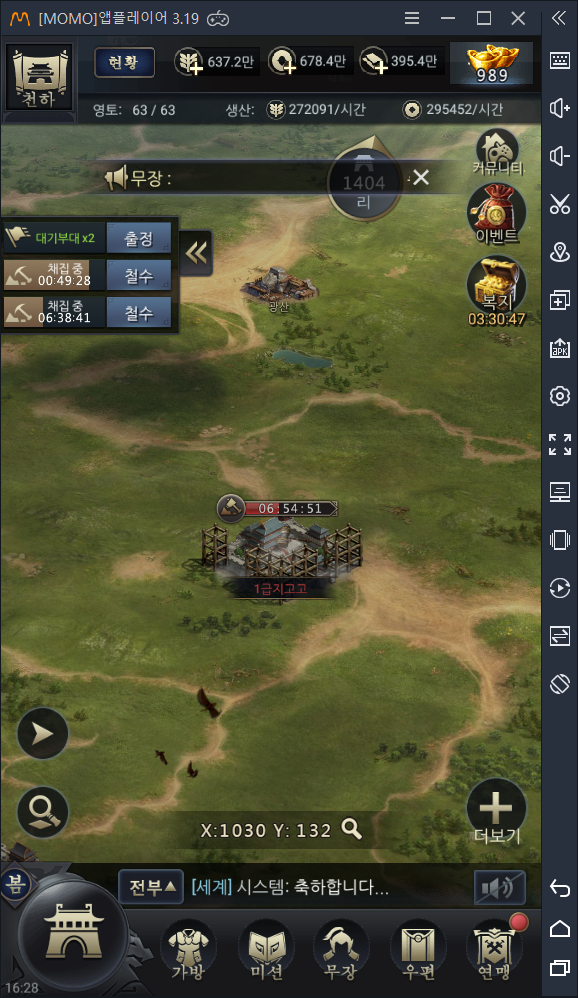 [MOMO]앱플레이어 3.19
천하
현황
637.2만
678.4만
395.4만
989
영토: 63 / 63
생산: 272091/시간
295452/시간
무장 :
1404
리
커뮤니티
대기부대 x2
출정
이벤트
채집 중
00:49:28
철수
채집 중
06:38:41
철수
복지
03:30:47
광산
06:54:51
1급지고고
X:1030 Y: 132
더보기
봄
전부
[세계] 시스템: 축하합니다...
가방
미션
무장
우편
연맹
16:28
APK